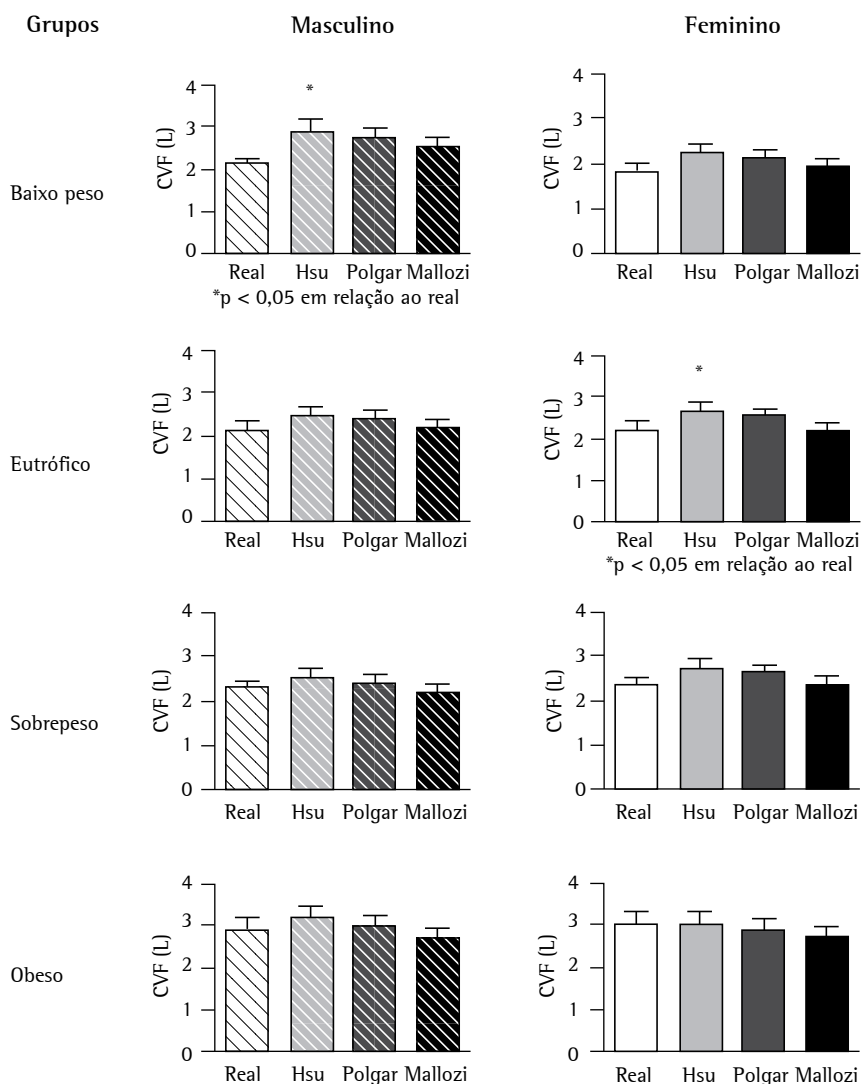 Grupos Masculino Feminino
Baixo peso
CVF (L)
4
3
2
1
0
*
Real Hsu Polgar Mallozi
*p < 0,05 em relação ao real
CVF (L)
4
3
2
1
0
Real Hsu Polgar Mallozi
Eutrófico
CVF (L)
4
3
2
1
0
Real Hsu Polgar Mallozi
CVF (L)
4
3
2
1
0
*
Real Hsu Polgar Mallozi
*p < 0,05 em relação ao real
Sobrepeso
CVF (L)
4
3
2
1
0
Real Hsu Polgar Mallozi
CVF (L)
4
3
2
1
0
Real Hsu Polgar Mallozi
Obeso
CVF (L)
4
3
2
1
0
Real Hsu Polgar Mallozi
CVF (L)
4
3
2
1
0
Real Hsu Polgar Mallozi